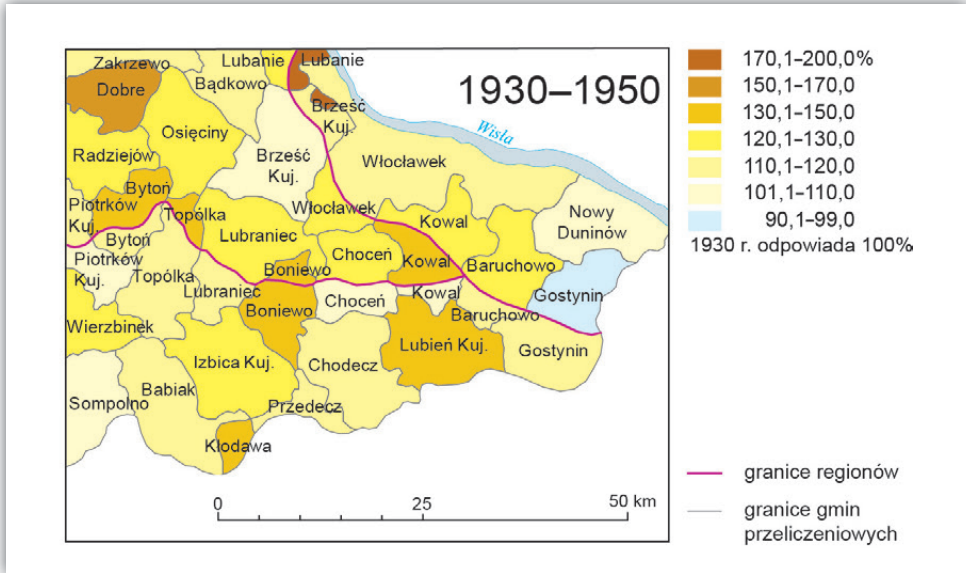 1930–1950
Zakrzewo
Lubanie
Lubanie
Dobre
Bądkowo
Brześć
Kuj.
Wisła
Osięciny
Radziejów
Brześć
Kuj.
Włocławek
Bytoń
Piotrków
Kuj.
Topólka
Włocławek
Kowal
Nowy
Duninów
Lubraniec
Bytoń
Choceń
Kowal
Baruchowo
Piotrków
Kuj.
Topólka
Boniewo
Lubraniec
Kowal
Gostynin
Boniewo
Choceń
Baruchowo
Wierzbinek
Lubień Kuj.
Gostynin
Izbica Kuj.
Chodecz
Babiak
Sompolno
Przedecz
Kłodawa
0 25 50 km
170,1–200,0%
150,1–170,0
130,1–150,0
120,1–130,0
110,1–120,0
101,1–110,0
90,1–99,0
1930 r. odpowiada 100%
granice regionów
granice gmin
przeliczeniowych